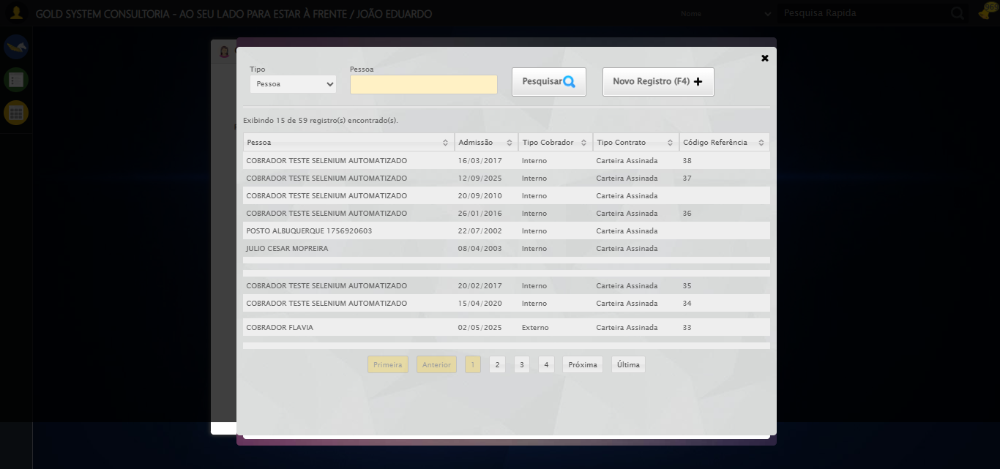 GOLD SYSTEM CONSULTORIA - AO SEU LADO PARA ESTAR À FRENTE / JOÃO EDUARDO
Nome
Pesquisa Rapida
Tipo
Pessoa
Pessoa
Pesquisar
Novo Registro (F4)
Exibindo 15 de 59 registro(s) encontrado(s).
Pessoa Admissão Tipo Cobrador Tipo Contrato Código Referência
COBRADOR TESTE SELENIUM AUTOMATIZADO 16/03/2017 Interno Carteira Assinada 38
COBRADOR TESTE SELENIUM AUTOMATIZADO 12/09/2025 Interno Carteira Assinada 37
COBRADOR TESTE SELENIUM AUTOMATIZADO 20/09/2010 Interno Carteira Assinada
COBRADOR TESTE SELENIUM AUTOMATIZADO 26/01/2016 Interno Carteira Assinada 36
POSTO ALBUQUERQUE 1756920603 22/07/2002 Interno Carteira Assinada
JULIO CESAR MOPREIRA 08/04/2003 Interno Carteira Assinada
COBRADOR TESTE SELENIUM AUTOMATIZADO 20/02/2017 Interno Carteira Assinada 35
COBRADOR TESTE SELENIUM AUTOMATIZADO 15/04/2020 Interno Carteira Assinada 34
COBRADOR FLAVIA 02/05/2025 Externo Carteira Assinada 33
Primeira Anterior 1 2 3 4 Próxima Última